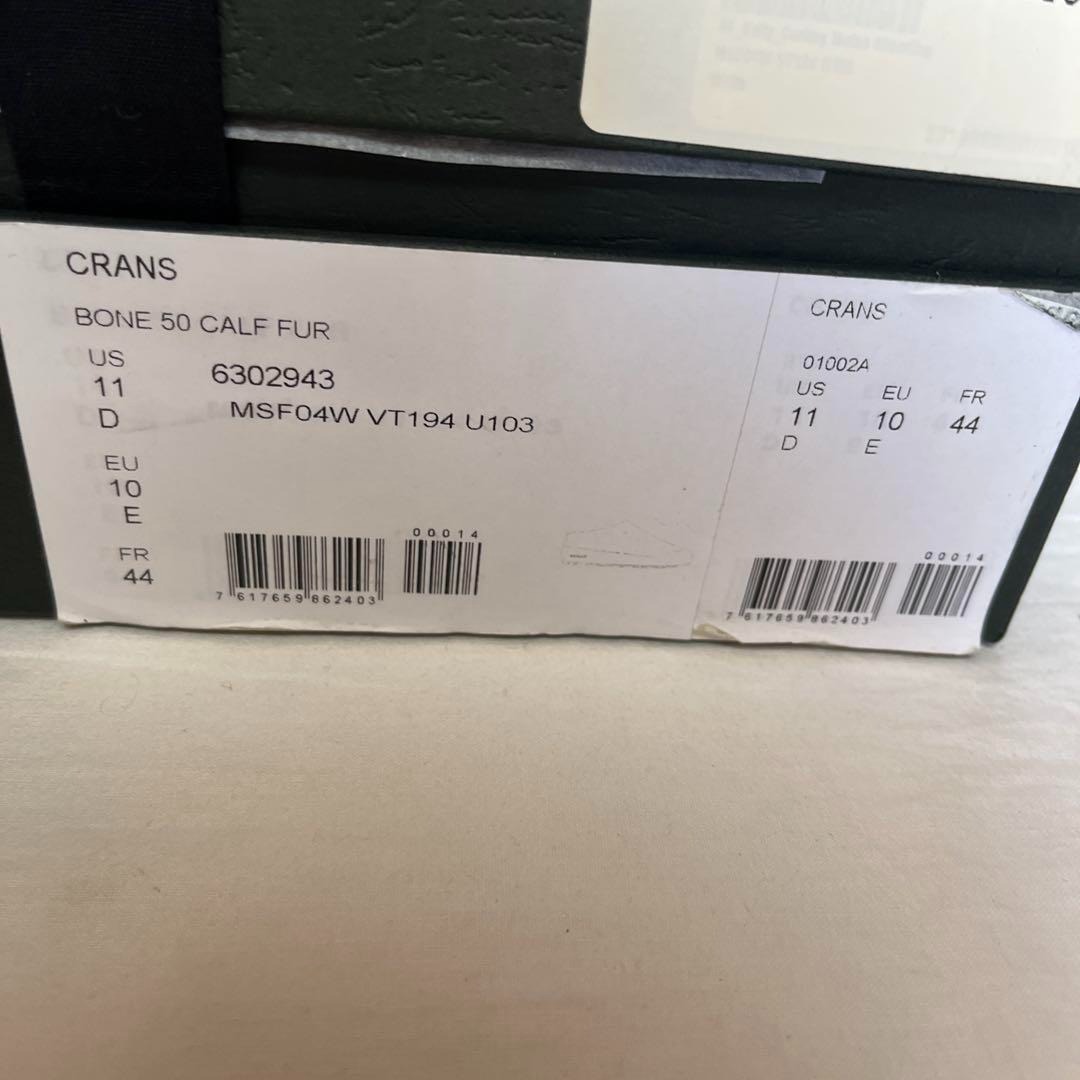 CRANS
BONE 50 CALF FUR
US
11
D
6302943
MSF04W VT194 U103
EU
10
E
FR
44
00014
7 617659 862403
CRANS
01002A
US EU FR
11 10 44
D E
00014
7 617659 862403